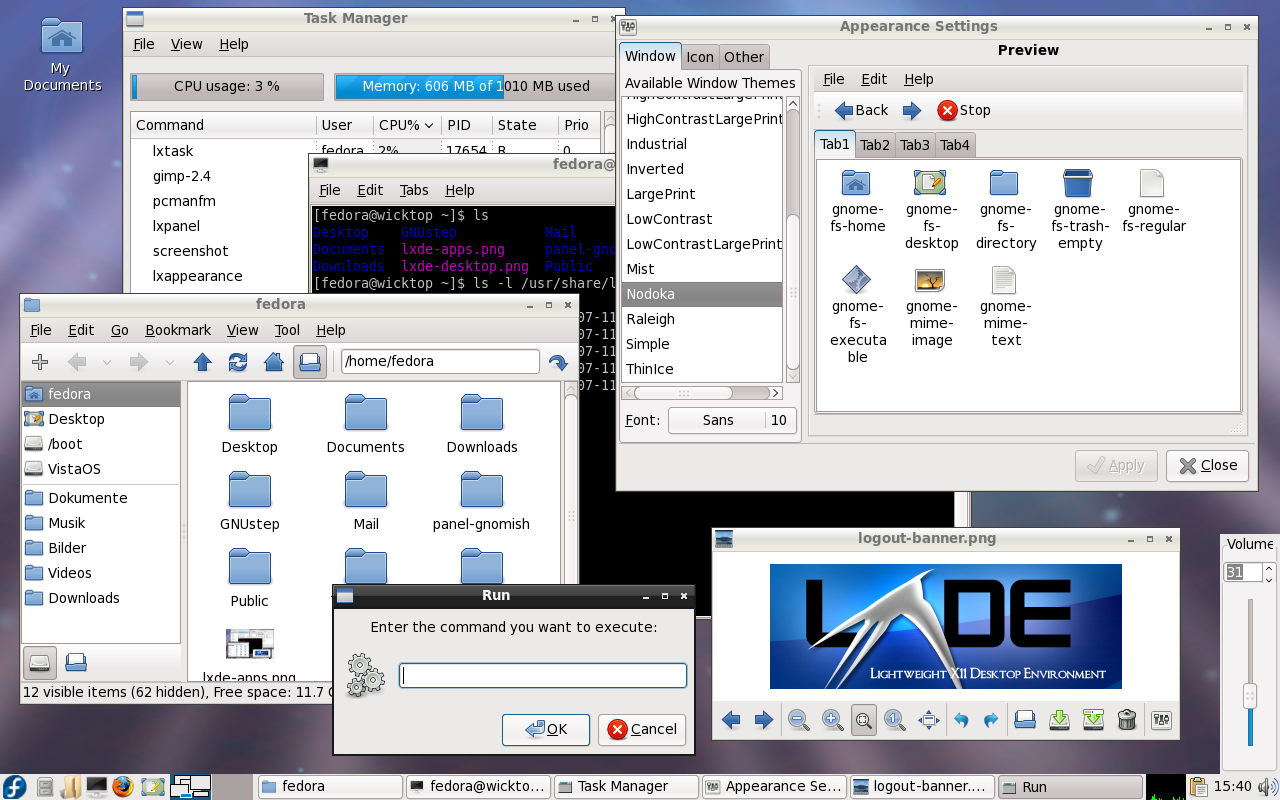 My
Documents
Task Manager
File View Help
CPU usage: 3 %
Memory: 606 MB of 1010 MB used
Command User CPU% PID State Prio
lxtask fedora 2% 17654 R 0
gimp-2.4
pcmanfm
lxpanel
screenshot
lxappearance
fedora@
File Edit Tabs Help
[fedora@wicktop ~]$ ls
Desktop GNUstep Mail
Documents lxde-apps.png panel-gno
Downloads lxde-desktop.png Public
[fedora@wicktop ~]$ ls -l /usr/share/l
07-11
07-11
07-11
07-11
07-11
Appearance Settings
Window Icon Other
Available Window Themes
HighContrastLargePrint
HighContrastLargePrint
Industrial
Inverted
LargePrint
LowContrast
LowContrastLargePrint
Mist
Nodoka
Raleigh
Simple
ThinIce
Font: Sans 10
Preview
File Edit Help
Back Stop
Tab1 Tab2 Tab3 Tab4
gnome-fs-home
gnome-fs-desktop
gnome-fs-directory
gnome-fs-trash-empty
gnome-fs-regular
gnome-fs-executable
gnome-mime-image
gnome-mime-text
Apply Close
fedora
File Edit Go Bookmark View Tool Help
/home/fedora
fedora
Desktop
/boot
VistaOS
Dokumente
Musik
Bilder
Videos
Downloads
Desktop Documents Downloads
GNUstep Mail panel-gnomish
Public
lxde-apps.png
12 visible items (62 hidden), Free space: 11.7
Run
Enter the command you want to execute:
OK Cancel
logout-banner.png
LXDE
Lightweight X11 Desktop Environment
1
Volume
31
fedora
fedora@wickto...
Task Manager
Appearance Se...
logout-banner....
Run
15:40